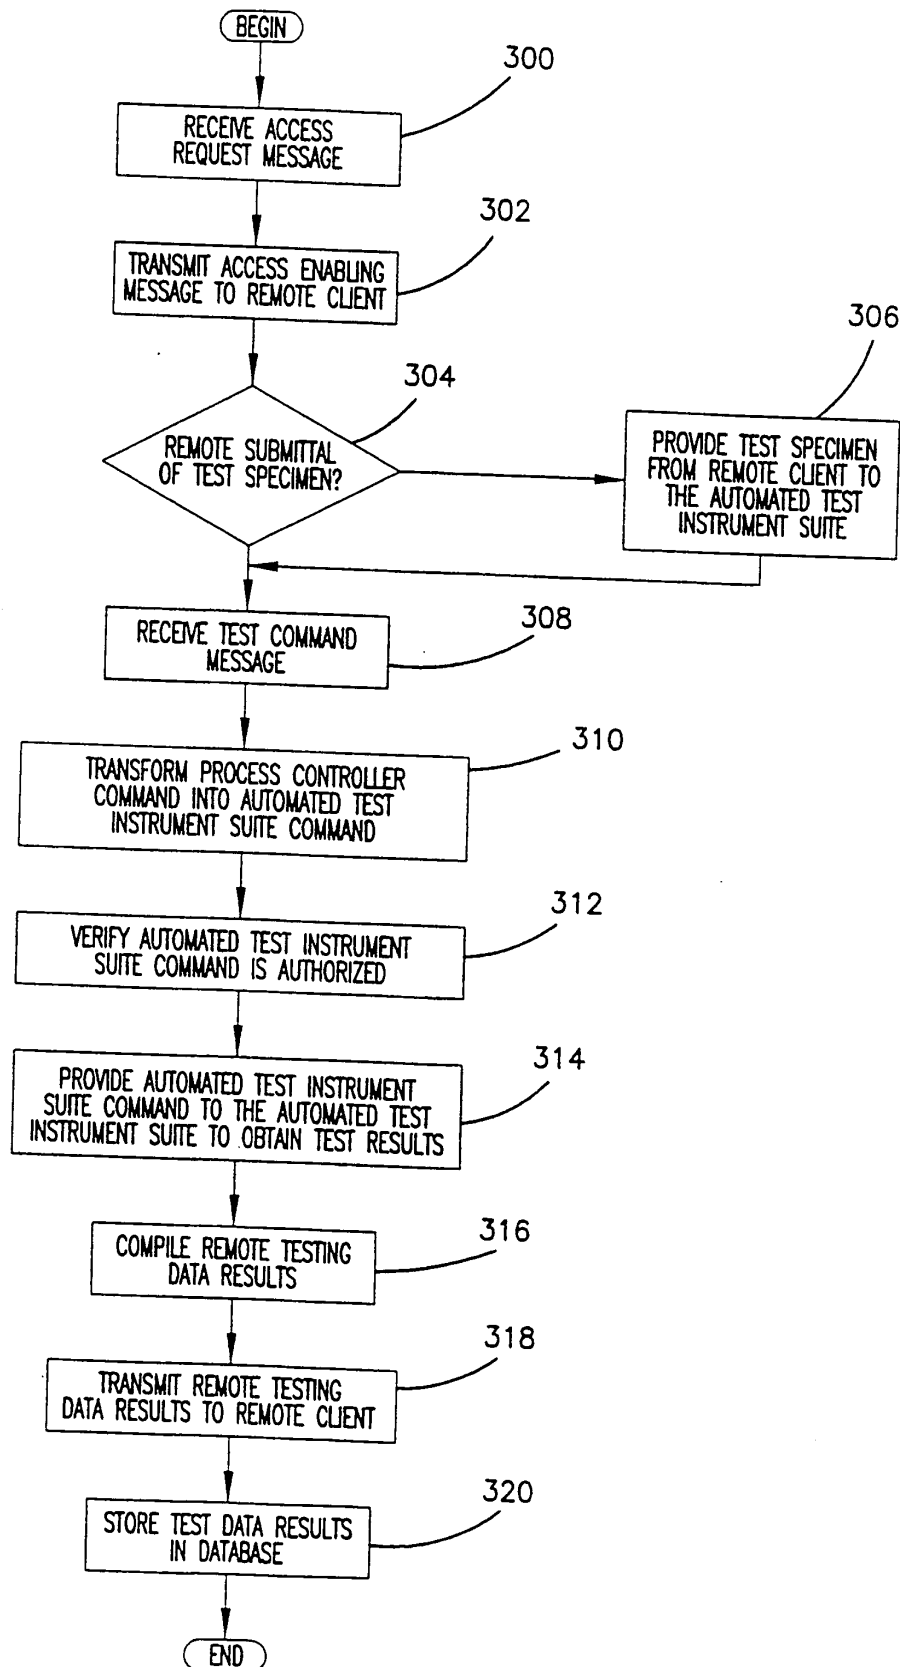 BEGIN
300
RECEIVE ACCESS
REQUEST MESSAGE
302
TRANSMIT ACCESS ENABLING
MESSAGE TO REMOTE CLIENT
304
REMOTE SUBMITTAL
OF TEST SPECIMEN?
306
PROVIDE TEST SPECIMEN
FROM REMOTE CLIENT TO
THE AUTOMATED TEST
INSTRUMENT SUITE
308
RECEIVE TEST COMMAND
MESSAGE
310
TRANSFORM PROCESS CONTROLLER
COMMAND INTO AUTOMATED TEST
INSTRUMENT SUITE COMMAND
312
VERIFY AUTOMATED TEST INSTRUMENT
SUITE COMMAND IS AUTHORIZED
314
PROVIDE AUTOMATED TEST INSTRUMENT
SUITE COMMAND TO THE AUTOMATED TEST
INSTRUMENT SUITE TO OBTAIN TEST RESULTS
316
COMPILE REMOTE TESTING
DATA RESULTS
318
TRANSMIT REMOTE TESTING
DATA RESULTS TO REMOTE CLIENT
320
STORE TEST DATA RESULTS
IN DATABASE
END